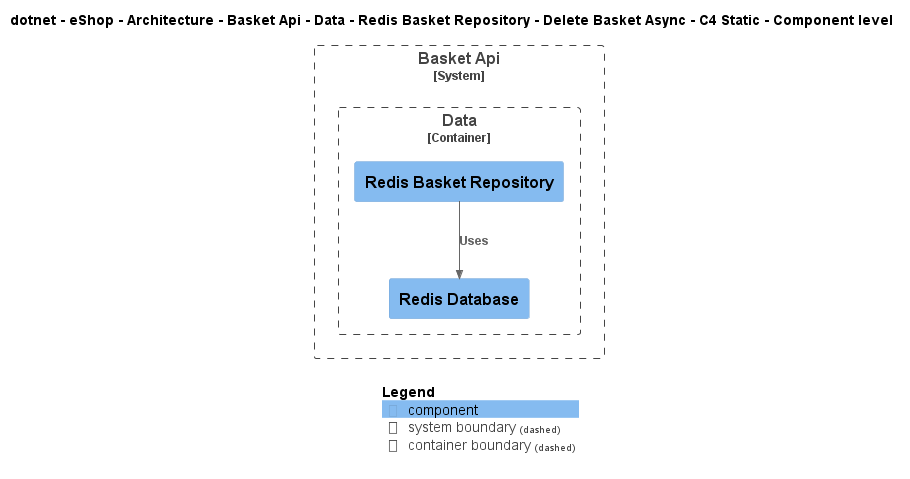 dotnet - eShop - Architecture - Basket Api - Data - Redis Basket Repository - Delete Basket Async - C4 Static - Component level
Basket Api
[System]
Data
[Container]
Redis Basket Repository
Uses
Redis Database
Legend
component
system boundary (dashed)
container boundary (dashed)